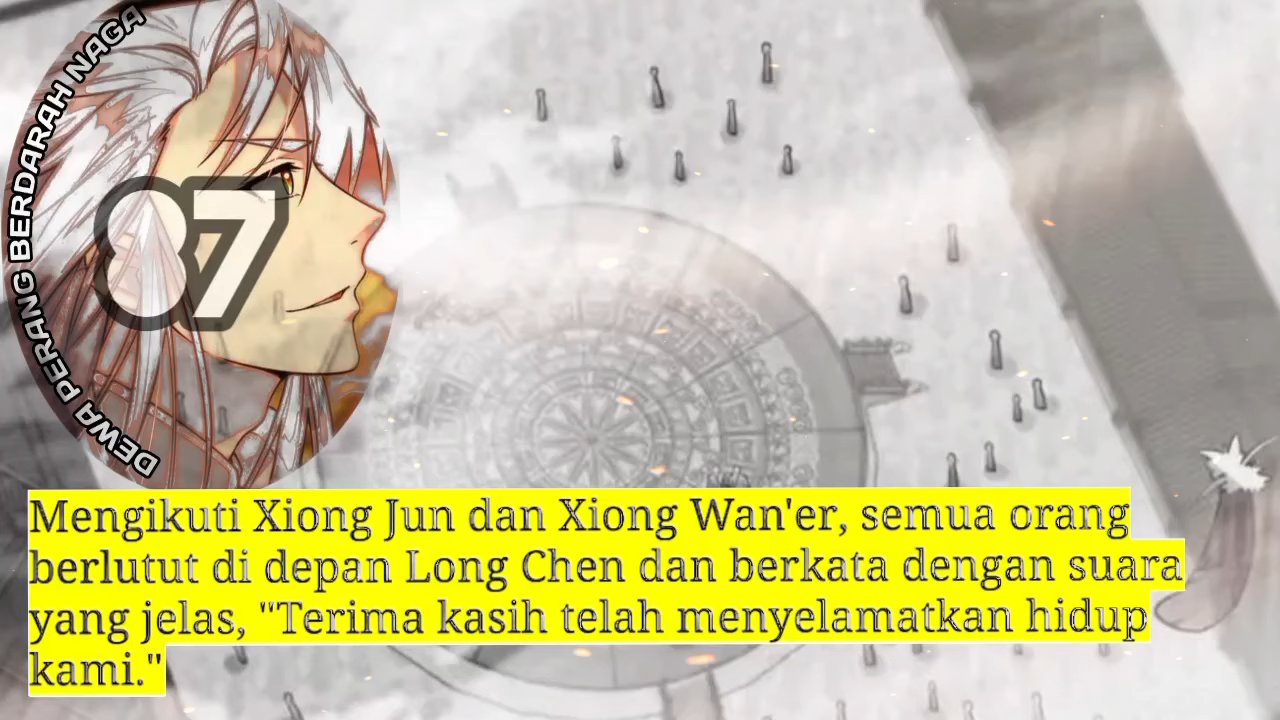 DEWA PERANG BERDARAH NAGA
87
Mengikuti Xiong Jun dan Xiong Wan'er, semua orang
berlutut di depan Long Chen dan berkata dengan suara
yang jelas, "Terima kasih telah menyelamatkan hidup
kami."